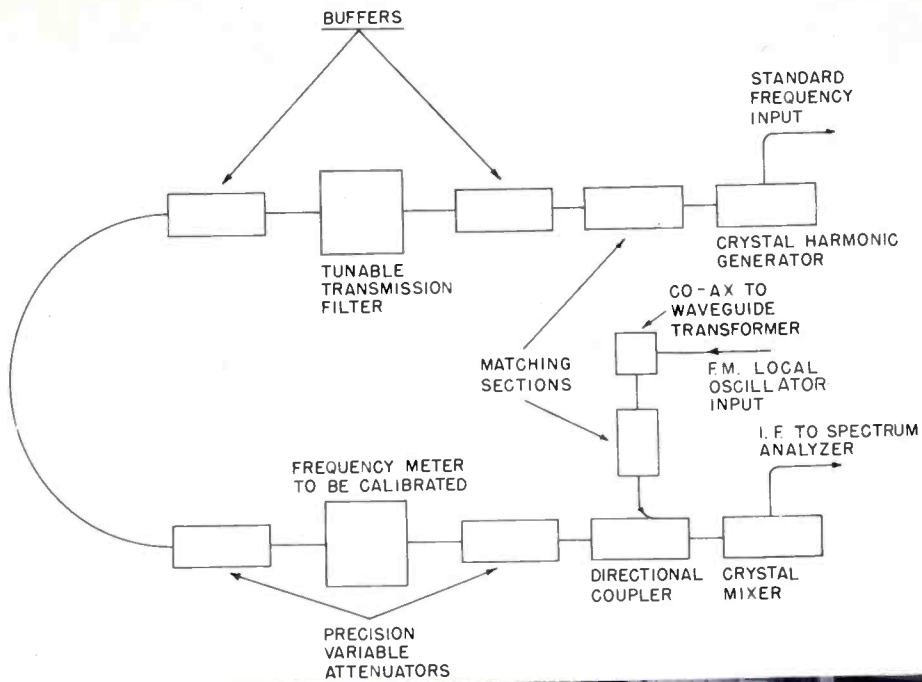 BUFFERS
STANDARD
FREQUENCY
INPUT
TUNABLE
TRANSMISSION
FILTER
CRYSTAL HARMONIC
GENERATOR
CO-AX TO
WAVEGUIDE
TRANSFORMER
MATCHING
SECTIONS
F.M. LOCAL
OSCILLATOR
INPUT
I.F. TO SPECTRUM
ANALYZER
FREQUENCY METER
TO BE CALIBRATED
DIRECTIONAL
COUPLER
CRYSTAL
MIXER
PRECISION
VARIABLE
ATTENUATORS